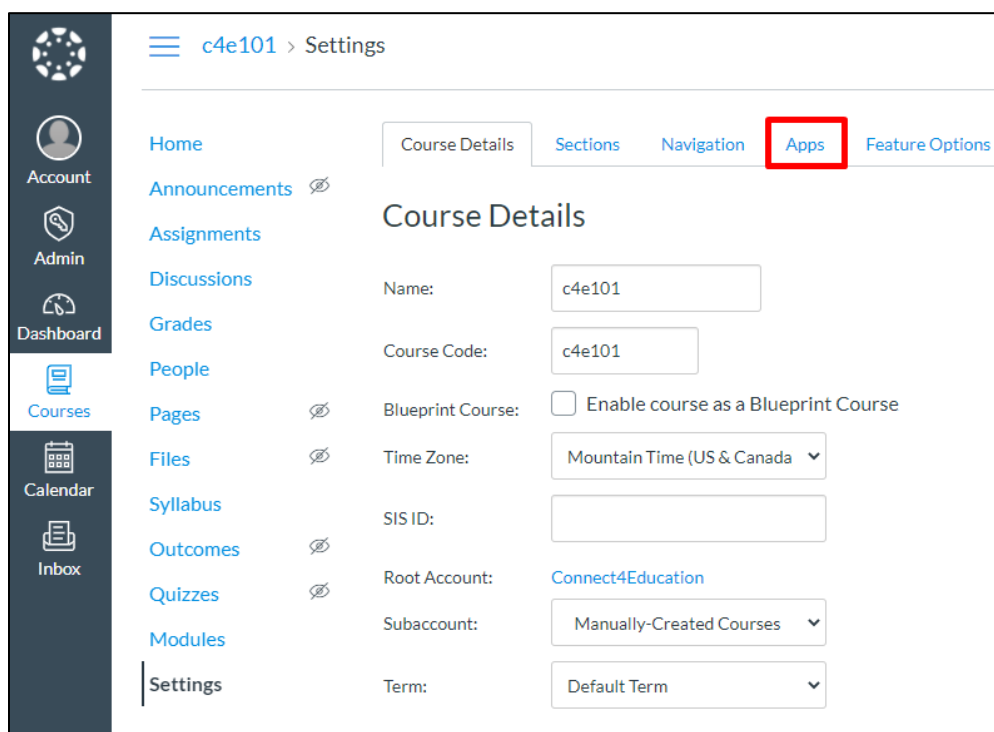 c4e101 > Settings
Account
Admin
Dashboard
Courses
Calendar
Inbox
Home
Announcements
Assignments
Discussions
Grades
People
Pages
Files
Syllabus
Outcomes
Quizzes
Modules
Settings
Course Details Sections Navigation Apps Feature Options
Course Details
Name: c4e101
Course Code: c4e101
Blueprint Course: Enable course as a Blueprint Course
Time Zone: Mountain Time (US & Canada
SIS ID:
Root Account: Connect4Education
Subaccount: Manually-Created Courses
Term: Default Term